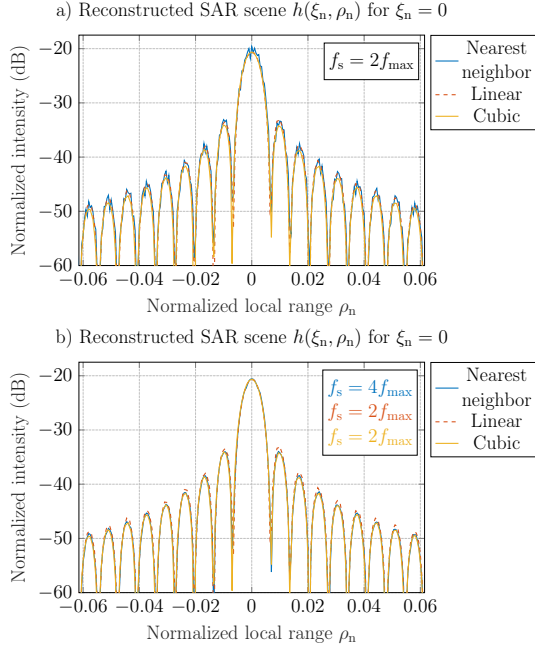 a) Reconstructed SAR scene h(ξₙ, ρₙ) for ξₙ = 0
Normalized intensity (dB)
−20
−30
−40
−50
−60
fₛ = 2fₘₐₓ
Nearest
neighbor
Linear
Cubic
−0.06 −0.04 −0.02 0 0.02 0.04 0.06
Normalized local range ρₙ
b) Reconstructed SAR scene h(ξₙ, ρₙ) for ξₙ = 0
Normalized intensity (dB)
−20
−30
−40
−50
−60
fₛ = 4fₘₐₓ
fₛ = 2fₘₐₓ
fₛ = 2fₘₐₓ
Nearest
neighbor
Linear
Cubic
−0.06 −0.04 −0.02 0 0.02 0.04 0.06
Normalized local range ρₙ